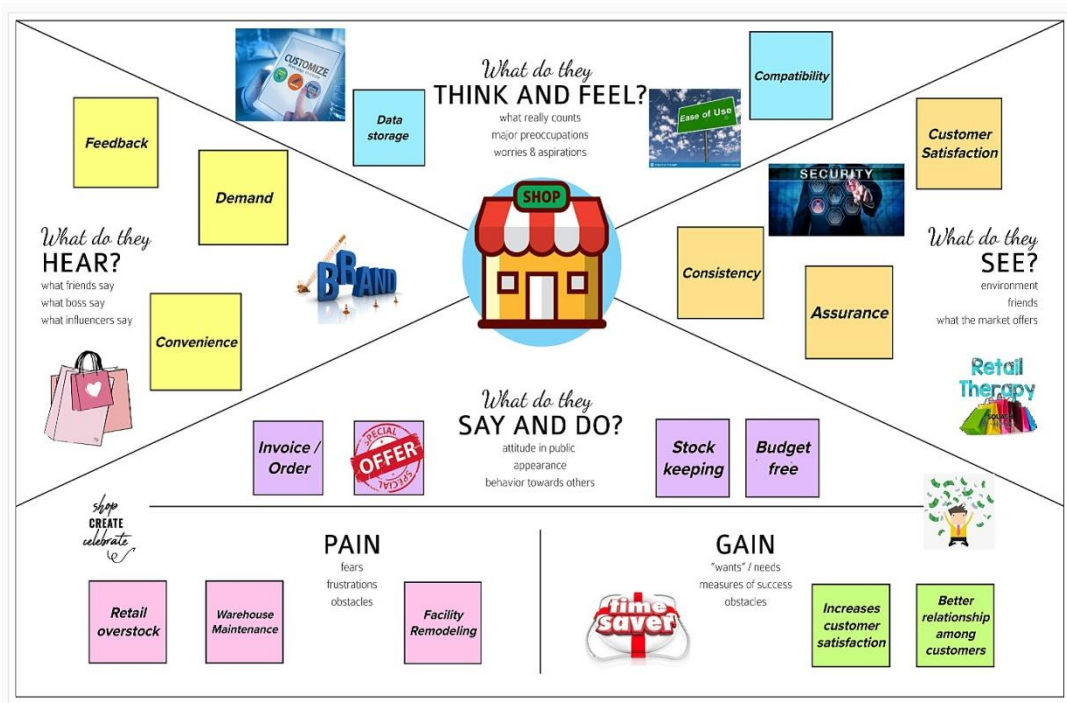 What do they
THINK AND FEEL?
what really counts
major preoccupations
worries & aspirations
CUSTOMIZE
Data
storage
Ease of Use
Compatibility
What do they
HEAR?
what friends say
what boss say
what influencers say
Feedback
Demand
Convenience
BRAND
SHOP
What do they
SEE?
environment
friends
what the market offers
Customer
Satisfaction
SECURITY
Consistency
Assurance
Retail
Therapy
What do they
SAY AND DO?
attitude in public
appearance
behavior towards others
Invoice /
Order
SPECIAL
OFFER
SPECIAL
Stock
keeping
Budget
free
shop
CREATE
celebrate
PAIN
fears
frustrations
obstacles
Retail
overstock
Warehouse
Maintenance
Facility
Remodeling
GAIN
"wants" / needs
measures of success
obstacles
time
saver
Increases
customer
satisfaction
Better
relationship
among
customers